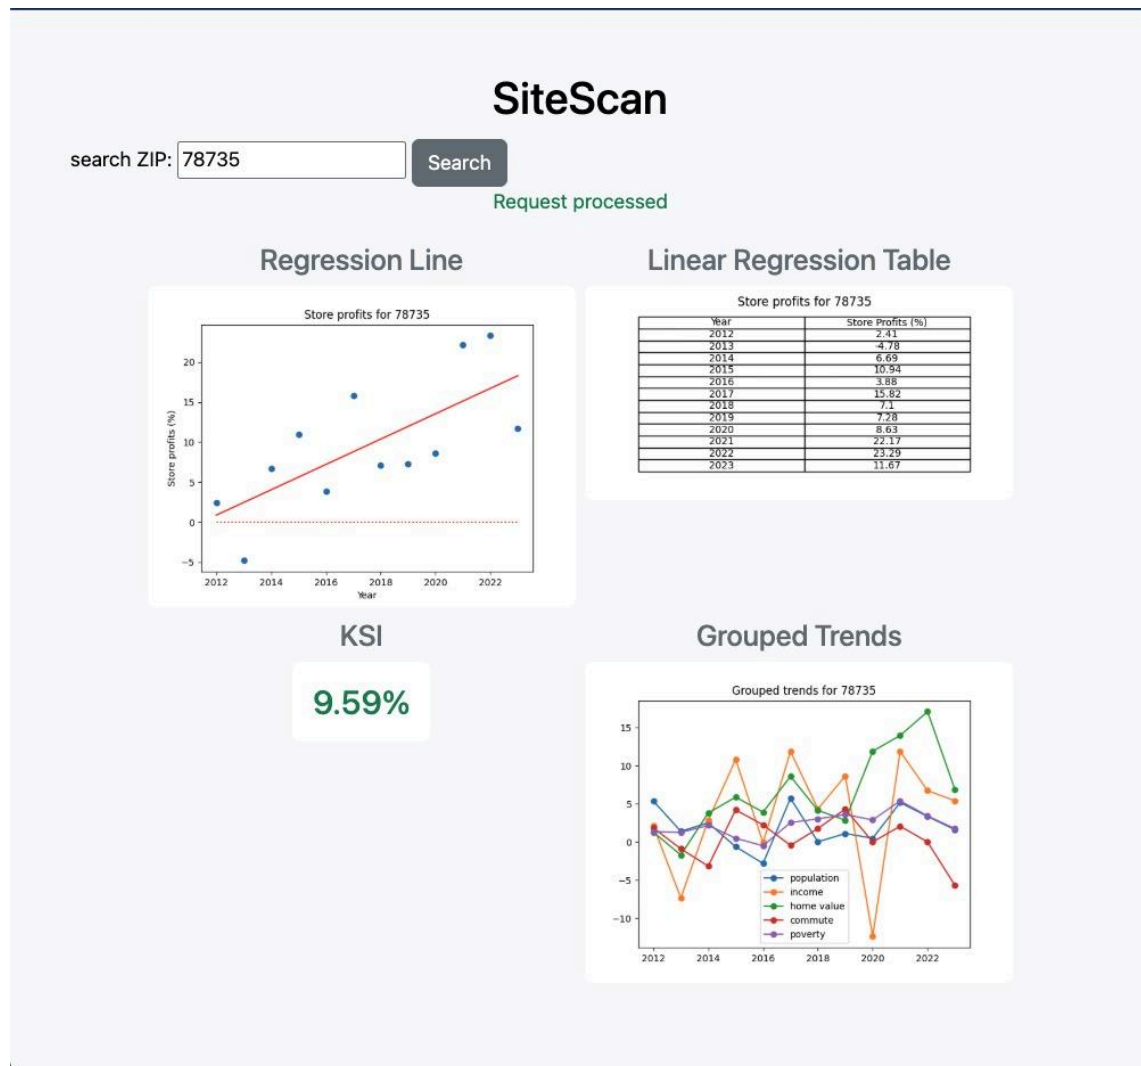 SiteScan
search ZIP: 78735 Search
Request processed
Regression Line
Store profits for 78735
Store profits (%)
20
15
10
5
0
−5
2012 2014 2016 2018 2020 2022
Year
Linear Regression Table
Store profits for 78735
Year Store Profits (%)
2012 2.41
2013 -4.78
2014 6.69
2015 10.94
2016 3.88
2017 15.82
2018 7.1
2019 7.28
2020 8.63
2021 22.17
2022 23.29
2023 11.67
KSI
9.59%
Grouped Trends
Grouped trends for 78735
15
10
5
0
−5
−10
population
income
home value
commute
poverty
2012 2014 2016 2018 2020 2022